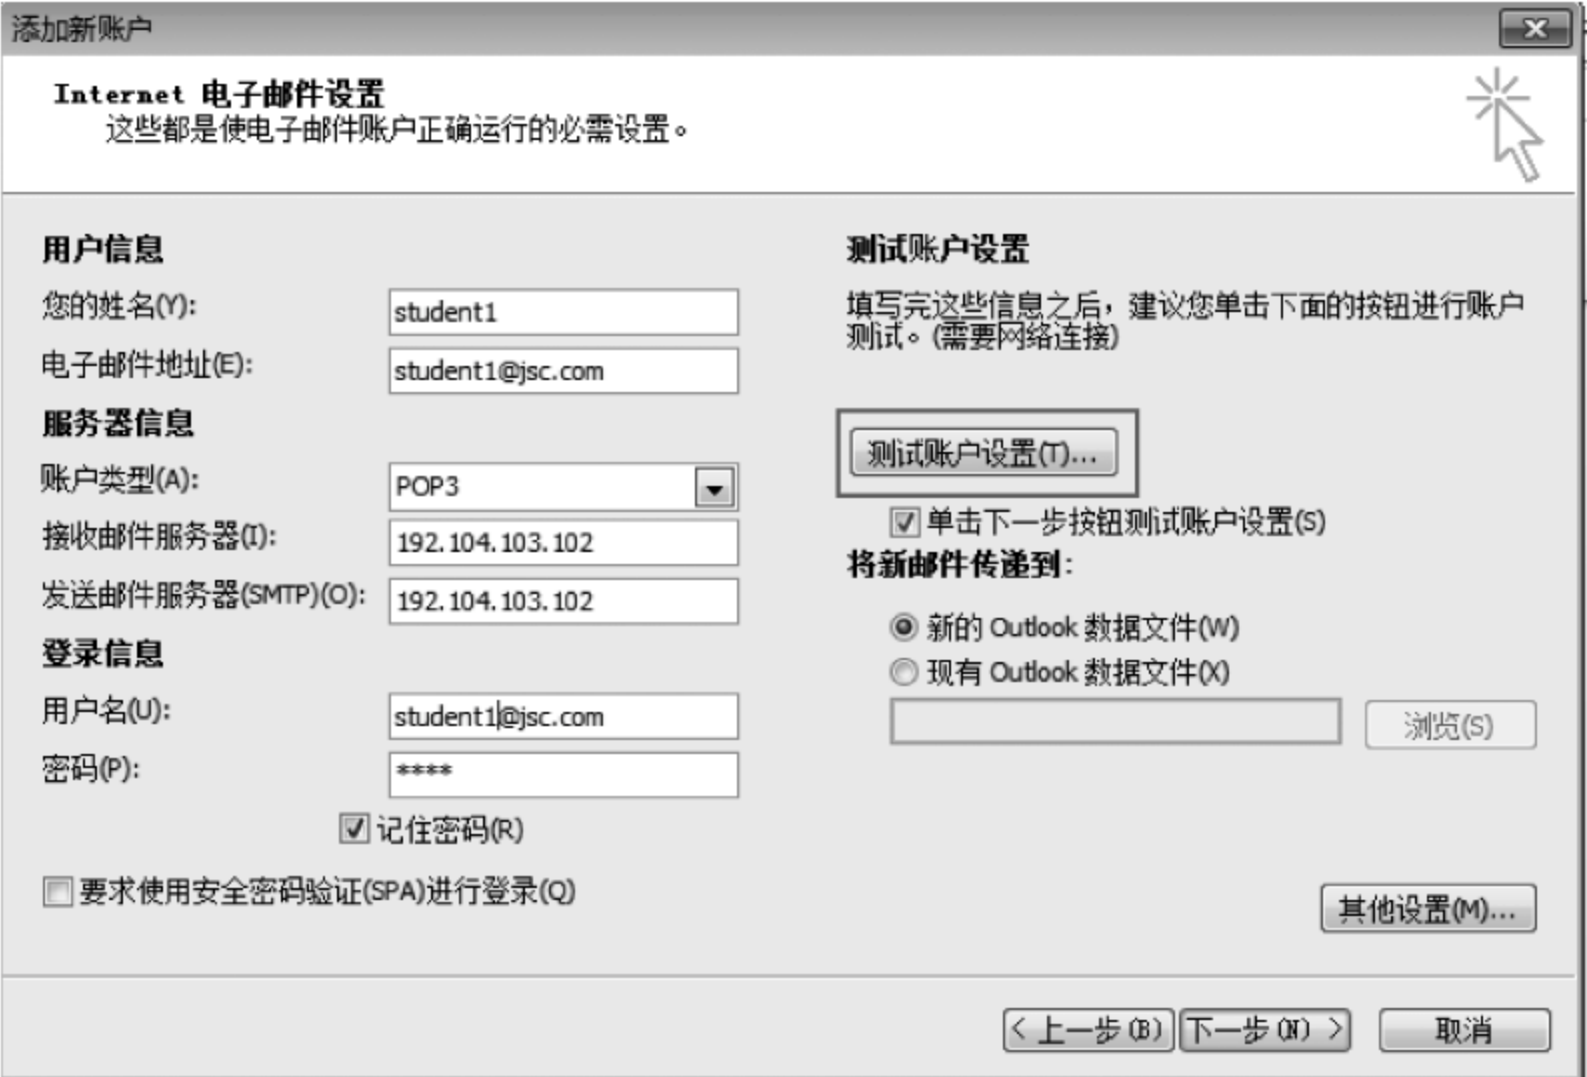 添加新账户
Internet 电子邮件设置
这些都是使电子邮件账户正确运行的必需设置。
用户信息
您的姓名(Y):
student1
电子邮件地址(E):
student1@jsc.com
服务器信息
账户类型(A):
POP3
接收邮件服务器(I):
192.104.103.102
发送邮件服务器(SMTP)(O):
192.104.103.102
登录信息
用户名(U):
student1@jsc.com
密码(P):
****
记住密码(R)
要求使用安全密码验证(SPA)进行登录(Q)
测试账户设置
填写完这些信息之后，建议您单击下面的按钮进行账户
测试。(需要网络连接)
测试账户设置(T)...
单击下一步按钮测试账户设置(S)
将新邮件传递到:
新的 Outlook 数据文件(W)
现有 Outlook 数据文件(X)
浏览(S)
其他设置(M)...
< 上一步(B)
下一步(N) >
取消